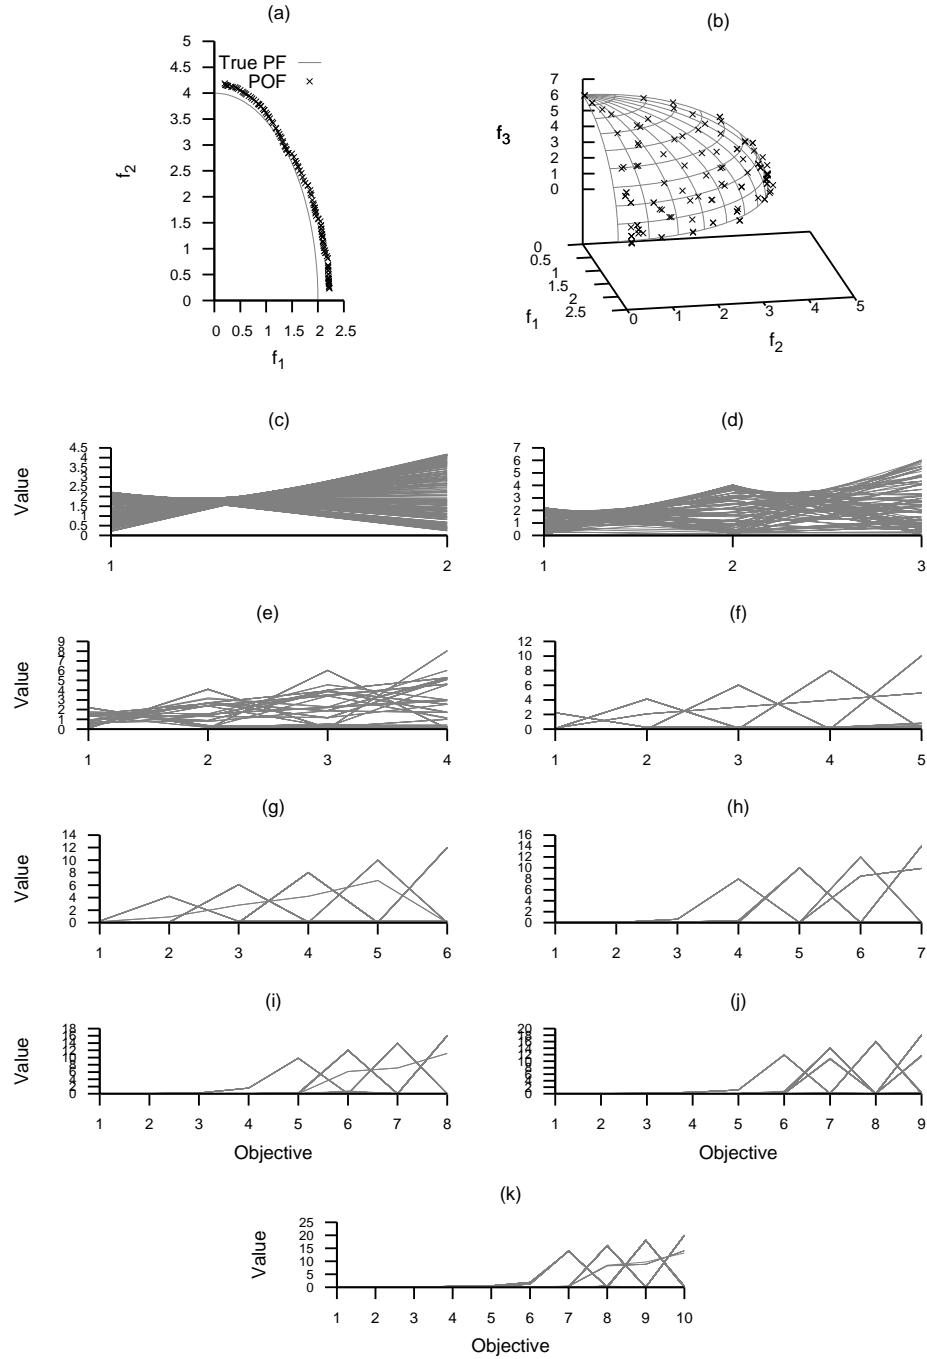 (a)
5
4.5
4
3.5
3
2.5
2
1.5
1
0.5
0
True PF
POF
f2
0 0.5 1 1.5 2 2.5
f1
(b)
7
6
5
4
3
2
1
0
f3
0
0.5
1
1.5
2
2.5
f1
0 1 2 3 4 5
f2
(c)
Value
4.5
4
3.5
3
2.5
2
1.5
1
0.5
0
1 2
(d)
7
6
5
4
3
2
1
0
1 2 3
(e)
Value
9
8
7
6
5
4
3
2
1
0
1 2 3 4
(f)
12
10
8
6
4
2
0
1 2 3 4 5
(g)
Value
14
12
10
8
6
4
2
0
1 2 3 4 5 6
(h)
16
14
12
10
8
6
4
2
0
1 2 3 4 5 6 7
(i)
Value
18
16
14
12
10
8
6
4
2
0
1 2 3 4 5 6 7 8
Objective
(j)
20
18
16
14
12
10
8
6
4
2
0
1 2 3 4 5 6 7 8 9
Objective
(k)
Value
25
20
15
10
5
0
1 2 3 4 5 6 7 8 9 10
Objective